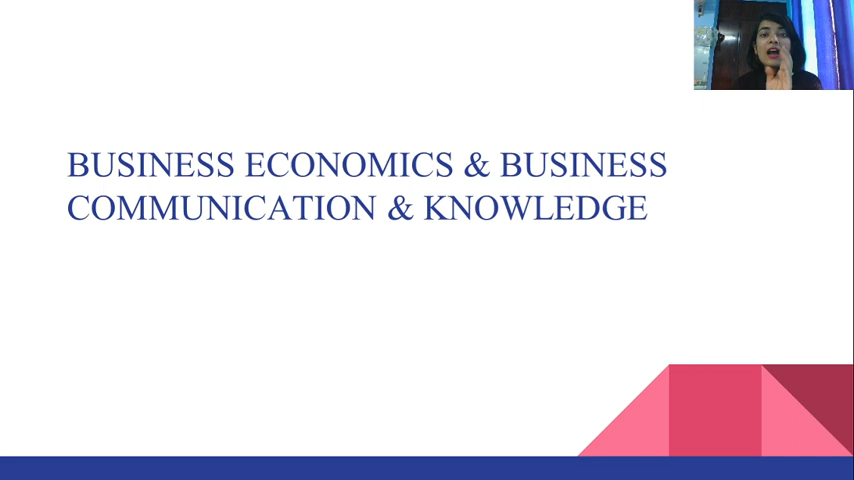 BUSINESS ECONOMICS & BUSINESS
COMMUNICATION & KNOWLEDGE